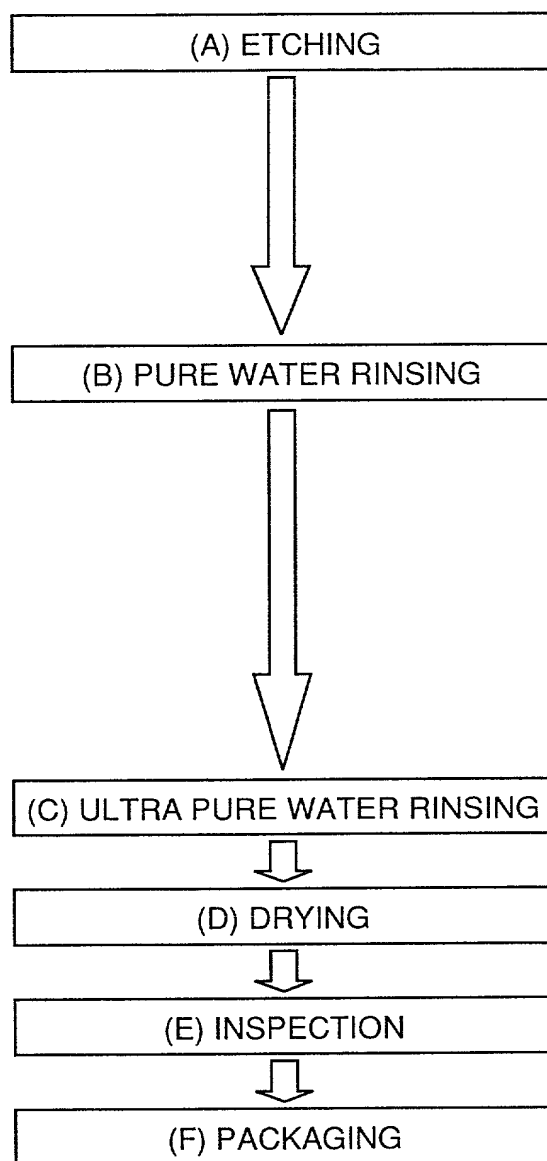 (A) ETCHING
(B) PURE WATER RINSING
(C) ULTRA PURE WATER RINSING
(D) DRYING
(E) INSPECTION
(F) PACKAGING